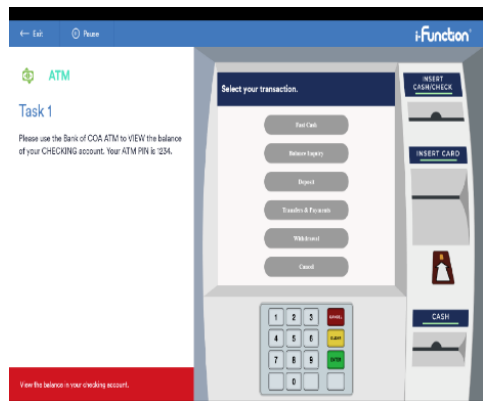 ← Exit
Pause
i-Function
ATM
Task 1
Please use the Bank of COA ATM to VIEW the balance
of your CHECKING account. Your ATM PIN is 1234.
Select your transaction.
Fast Cash
Balance Inquiry
Deposit
Transfers & Payments
Withdrawal
Cancel
INSERT
CASH/CHECK
INSERT CARD
CASH
1 2 3 CANCEL
4 5 6 CLEAR
7 8 9 ENTER
0
View the balance in your checking account.